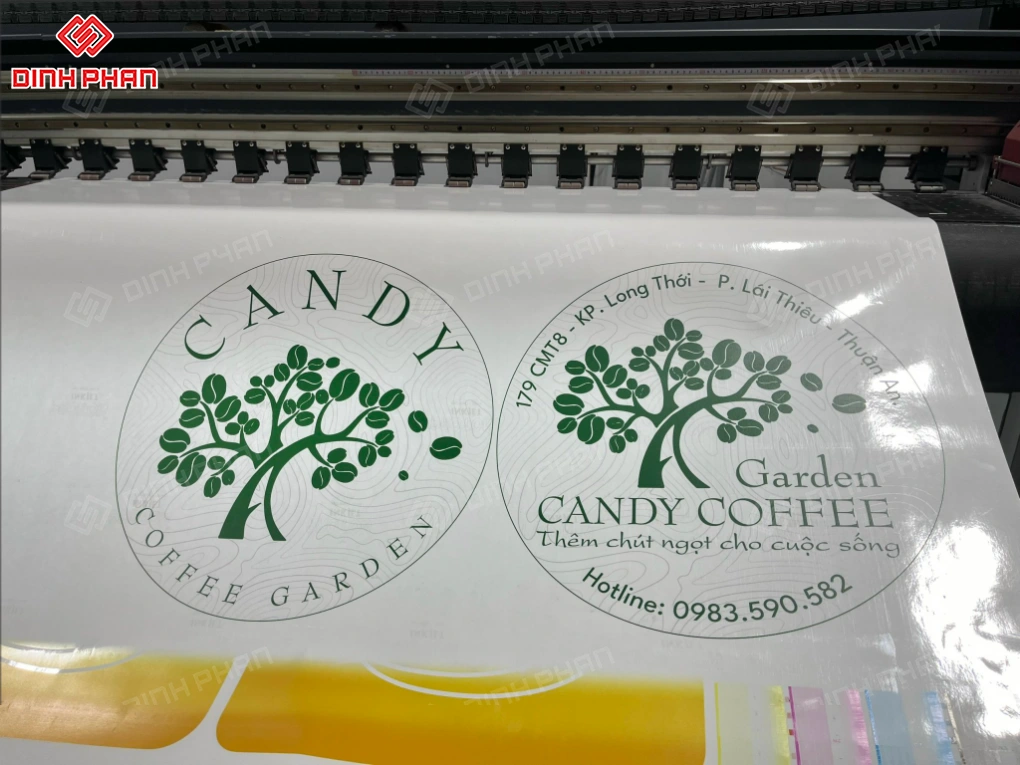 DINH PHAN
CANDY
COFFEE GARDEN
179 CMT8 - KP. Long Thới - P. Lái Thiêu - Thuận An
Garden
CANDY COFFEE
Thêm chút ngọt cho cuộc sống
Hotline: 0983.590.582